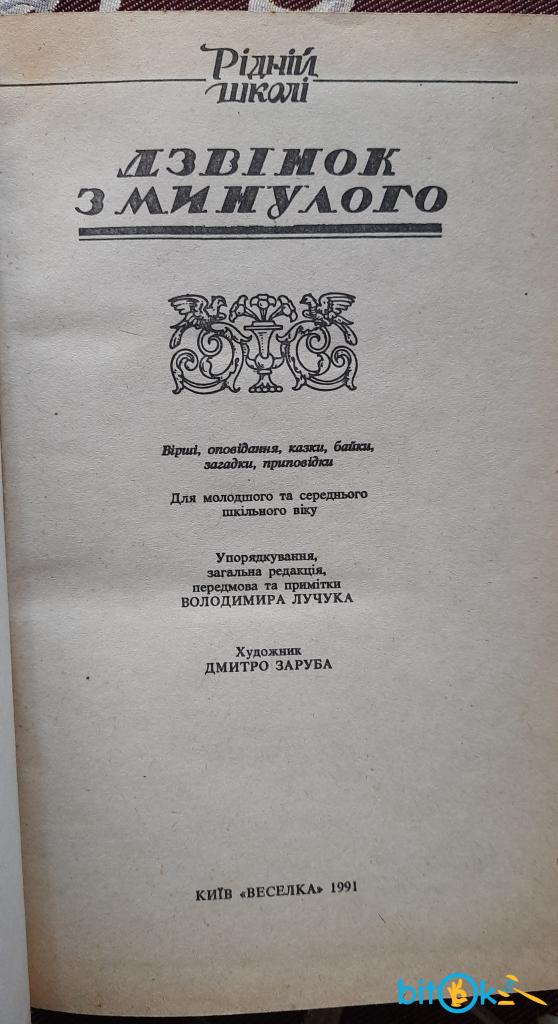 Рідній
школі
ДЗВІНОК
З МИНУЛОГО
Вірші, оповідання, казки, байки,
загадки, приповідки
Для молодшого та середнього
шкільного віку
Упорядкування,
загальна редакція,
передмова та примітки
ВОЛОДИМИРА ЛУЧУКА
Художник
ДМИТРО ЗАРУБА
КИЇВ «ВЕСЕЛКА» 1991
bitok